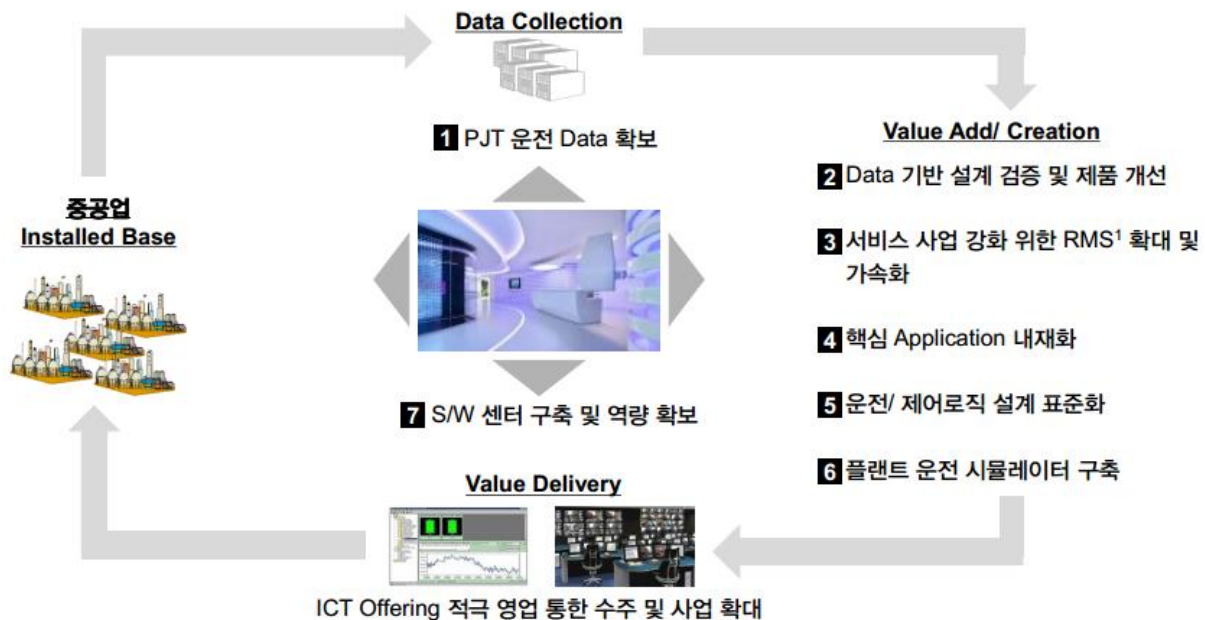 Data Collection
1 PJT 운전 Data 확보
Value Add/ Creation
2 Data 기반 설계 검증 및 제품 개선
3 서비스 사업 강화 위한 RMS¹ 확대 및
가속화
4 핵심 Application 내재화
5 운전/ 제어로직 설계 표준화
6 플랜트 운전 시뮬레이터 구축
중공업
Installed Base
7 S/W 센터 구축 및 역량 확보
Value Delivery
ICT Offering 적극 영업 통한 수주 및 사업 확대